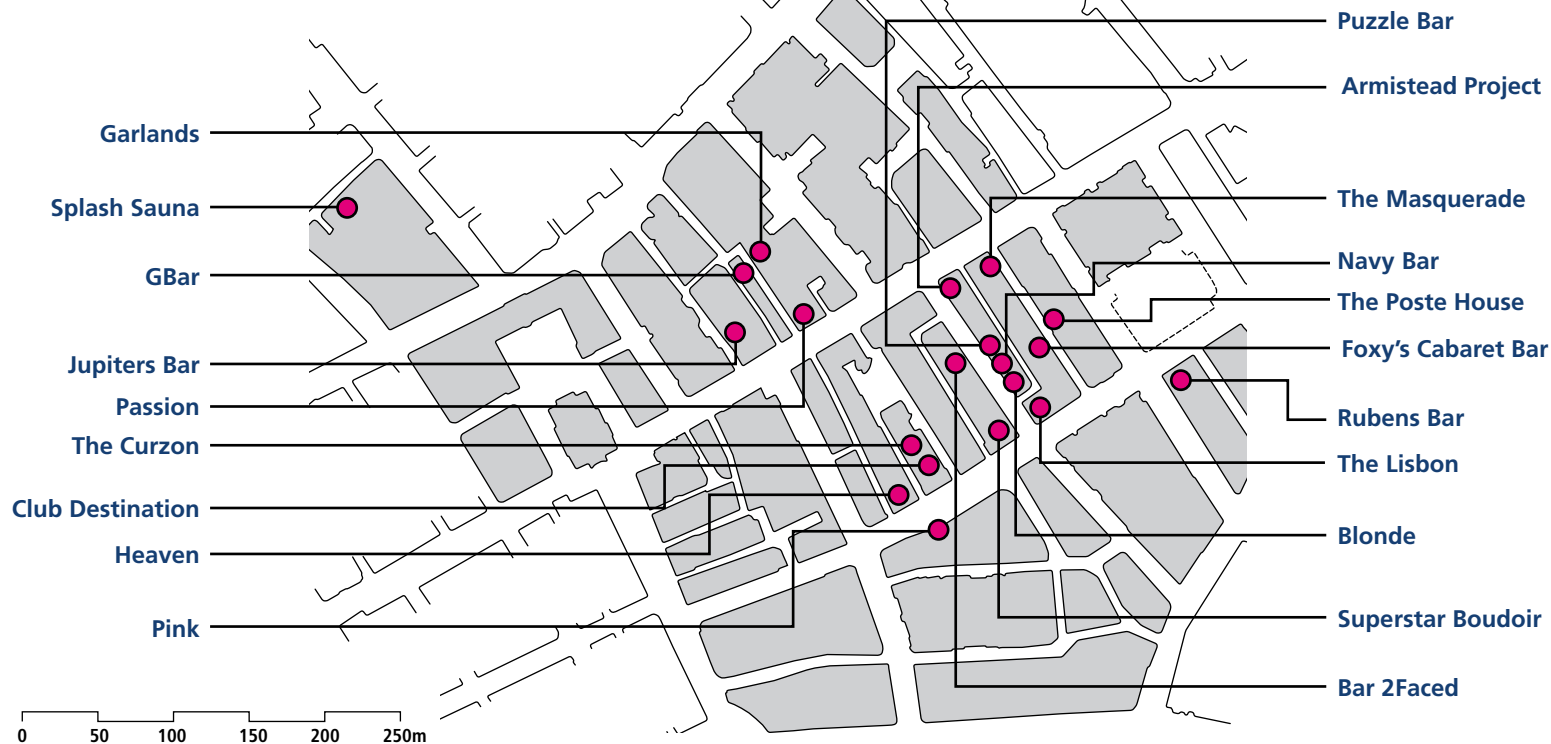 Garlands
Splash Sauna
GBar
Jupiters Bar
Passion
The Curzon
Club Destination
Heaven
Pink
Puzzle Bar
Armistead Project
The Masquerade
Navy Bar
The Poste House
Foxy's Cabaret Bar
Rubens Bar
The Lisbon
Blonde
Superstar Boudoir
Bar 2Faced
0 50 100 150 200 250m